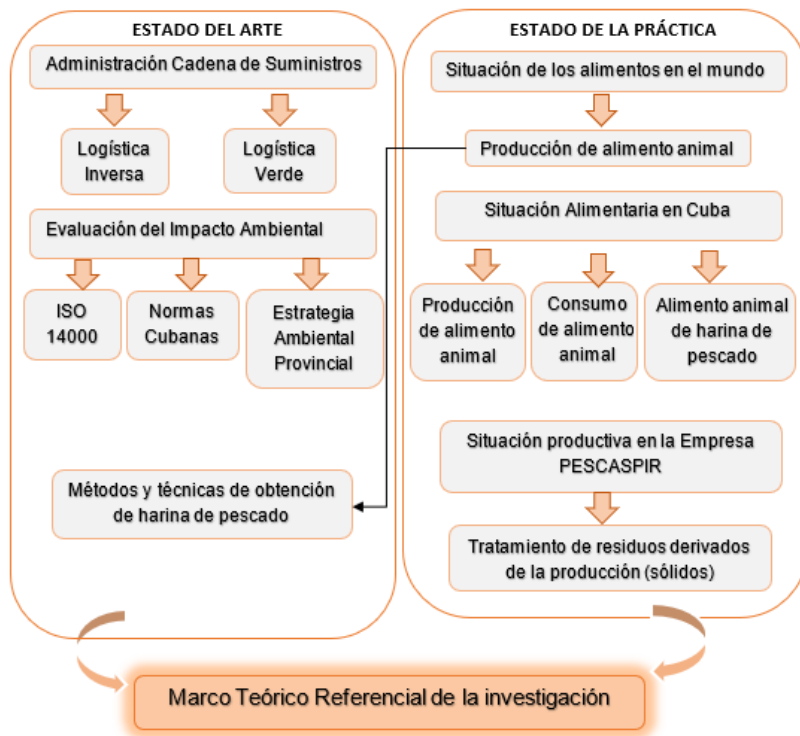 ESTADO DEL ARTE
Administración Cadena de Suministros
Logística
Inversa
Logística
Verde
Evaluación del Impacto Ambiental
ISO
14000
Normas
Cubanas
Estrategia
Ambiental
Provincial
Métodos y técnicas de obtención
de harina de pescado
ESTADO DE LA PRÁCTICA
Situación de los alimentos en el mundo
Producción de alimento animal
Situación Alimentaria en Cuba
Producción
de alimento
animal
Consumo
de alimento
animal
Alimento animal
de harina de
pescado
Situación productiva en la Empresa
PESCASPIR
Tratamiento de residuos derivados
de la producción (sólidos)
Marco Teórico Referencial de la investigación